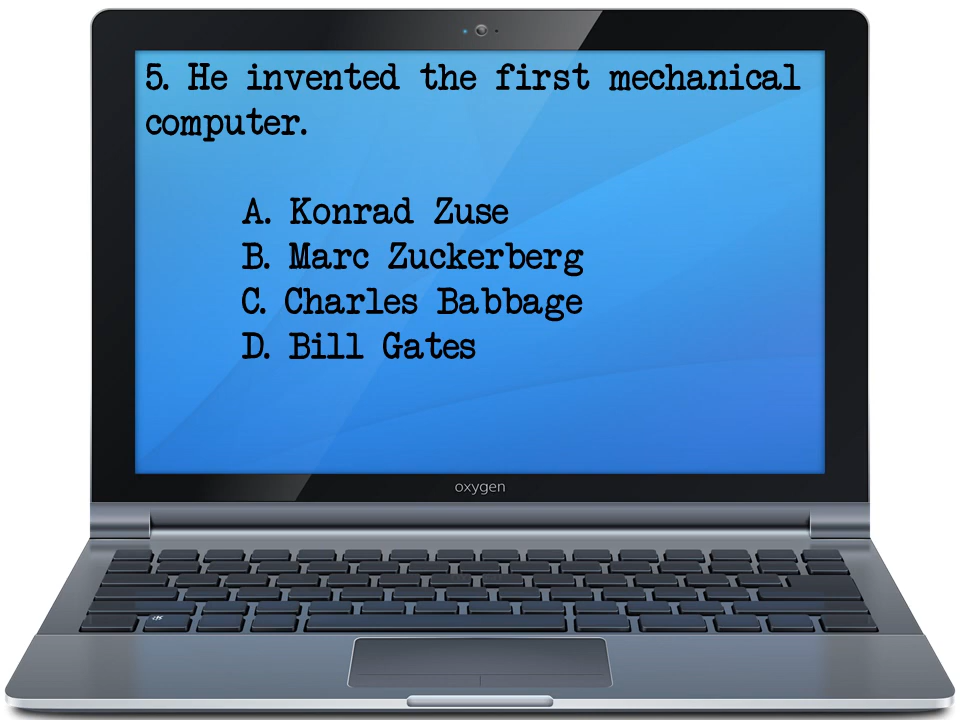 5. He invented the first mechanical
computer.
A. Konrad Zuse
B. Marc Zuckerberg
C. Charles Babbage
D. Bill Gates
oxygen